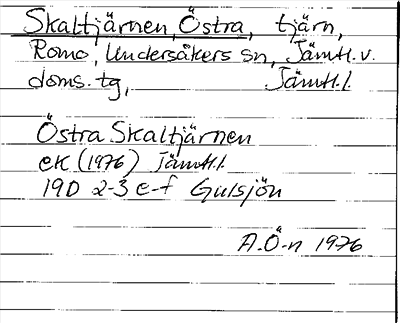 Skaltjärnen, Östra, tjärn,
Romo, Undersåkers sn, Jämtl. v.
doms. tg, Jämtl. l.
Östra Skaltjärnen
ek (1976) Jämtl. l.
19D 2-3 e-f Gulsjön
A.Ö-n 1976